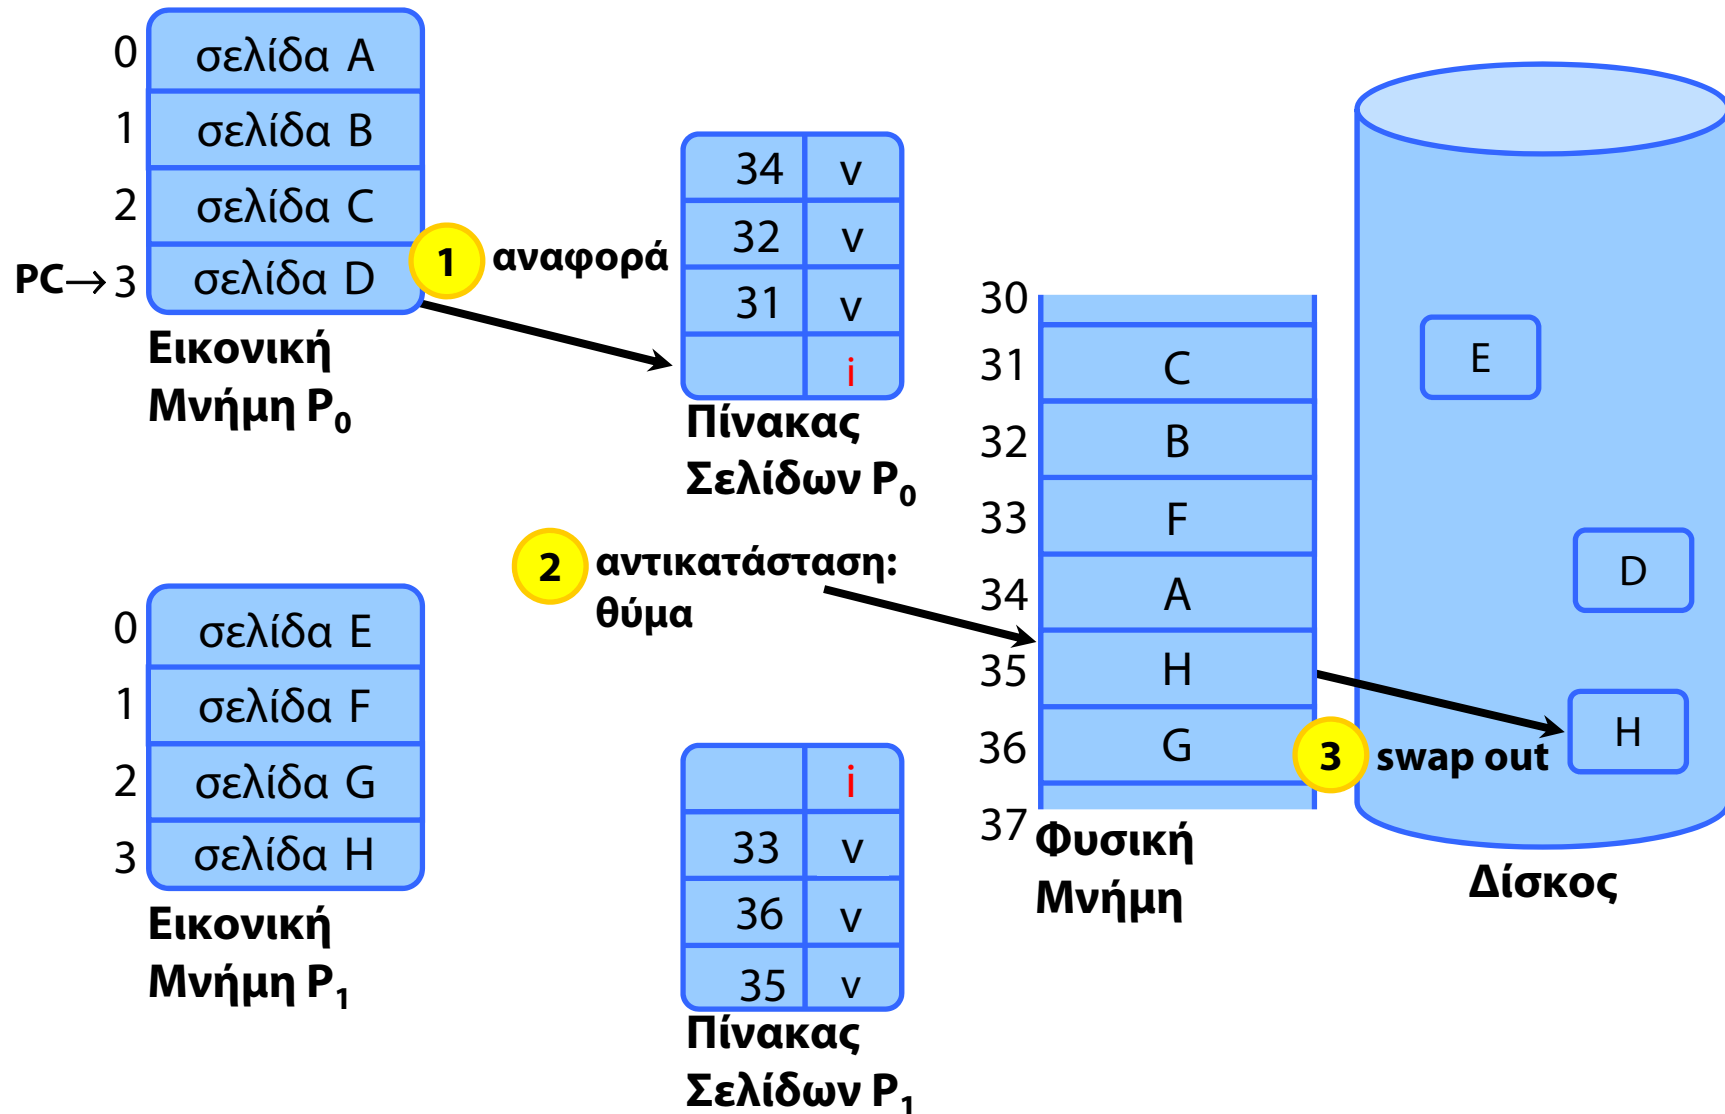 0 σελίδα A
1 σελίδα B
2 σελίδα C
PC→ 3 σελίδα D
Εικονική
Μνήμη P0
1 αναφορά
34 v
32 v
31 v
i
Πίνακας
Σελίδων P0
2 αντικατάσταση:
θύμα
0 σελίδα E
1 σελίδα F
2 σελίδα G
3 σελίδα H
Εικονική
Μνήμη P1
i
33 v
36 v
35 v
Πίνακας
Σελίδων P1
30
31 C
32 B
33 F
34 A
35 H
36 G
37
Φυσική
Μνήμη
3 swap out
E
D
H
Δίσκος